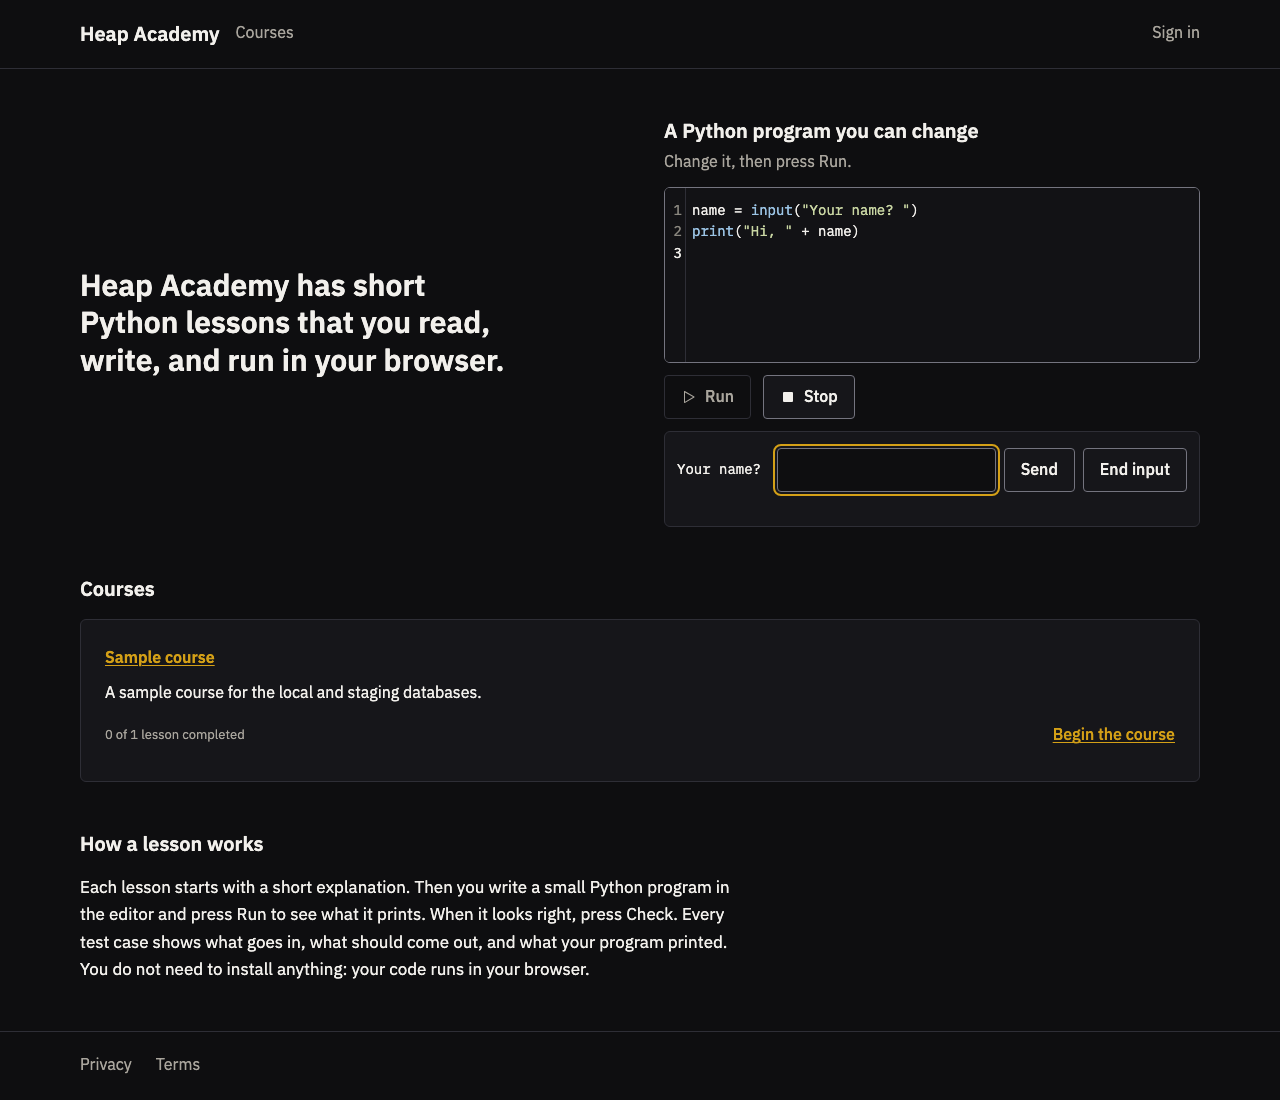 Heap Academy Courses Sign in
Heap Academy has short
Python lessons that you read,
write, and run in your browser.
A Python program you can change
Change it, then press Run.
1 name = input("Your name? ")
2 print("Hi, " + name)
3
Run Stop
Your name? Send End input
Courses
Sample course
A sample course for the local and staging databases.
0 of 1 lesson completed Begin the course
How a lesson works
Each lesson starts with a short explanation. Then you write a small Python program in
the editor and press Run to see what it prints. When it looks right, press Check. Every
test case shows what goes in, what should come out, and what your program printed.
You do not need to install anything: your code runs in your browser.
Privacy Terms